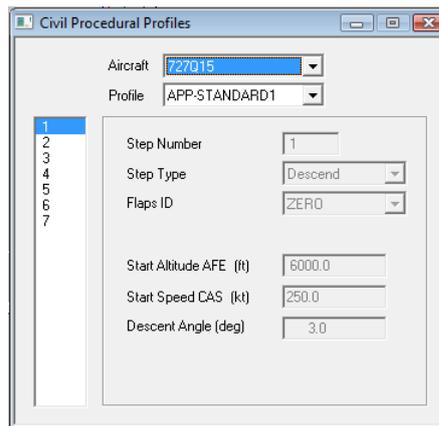 Civil Procedural Profiles
Aircraft 727Q15
Profile APP-STANDARD1
1
2
3
4
5
6
7
Step Number 1
Step Type Descend
Flaps ID ZERO
Start Altitude AFE (ft) 6000.0
Start Speed CAS (kt) 250.0
Descent Angle (deg) 3.0